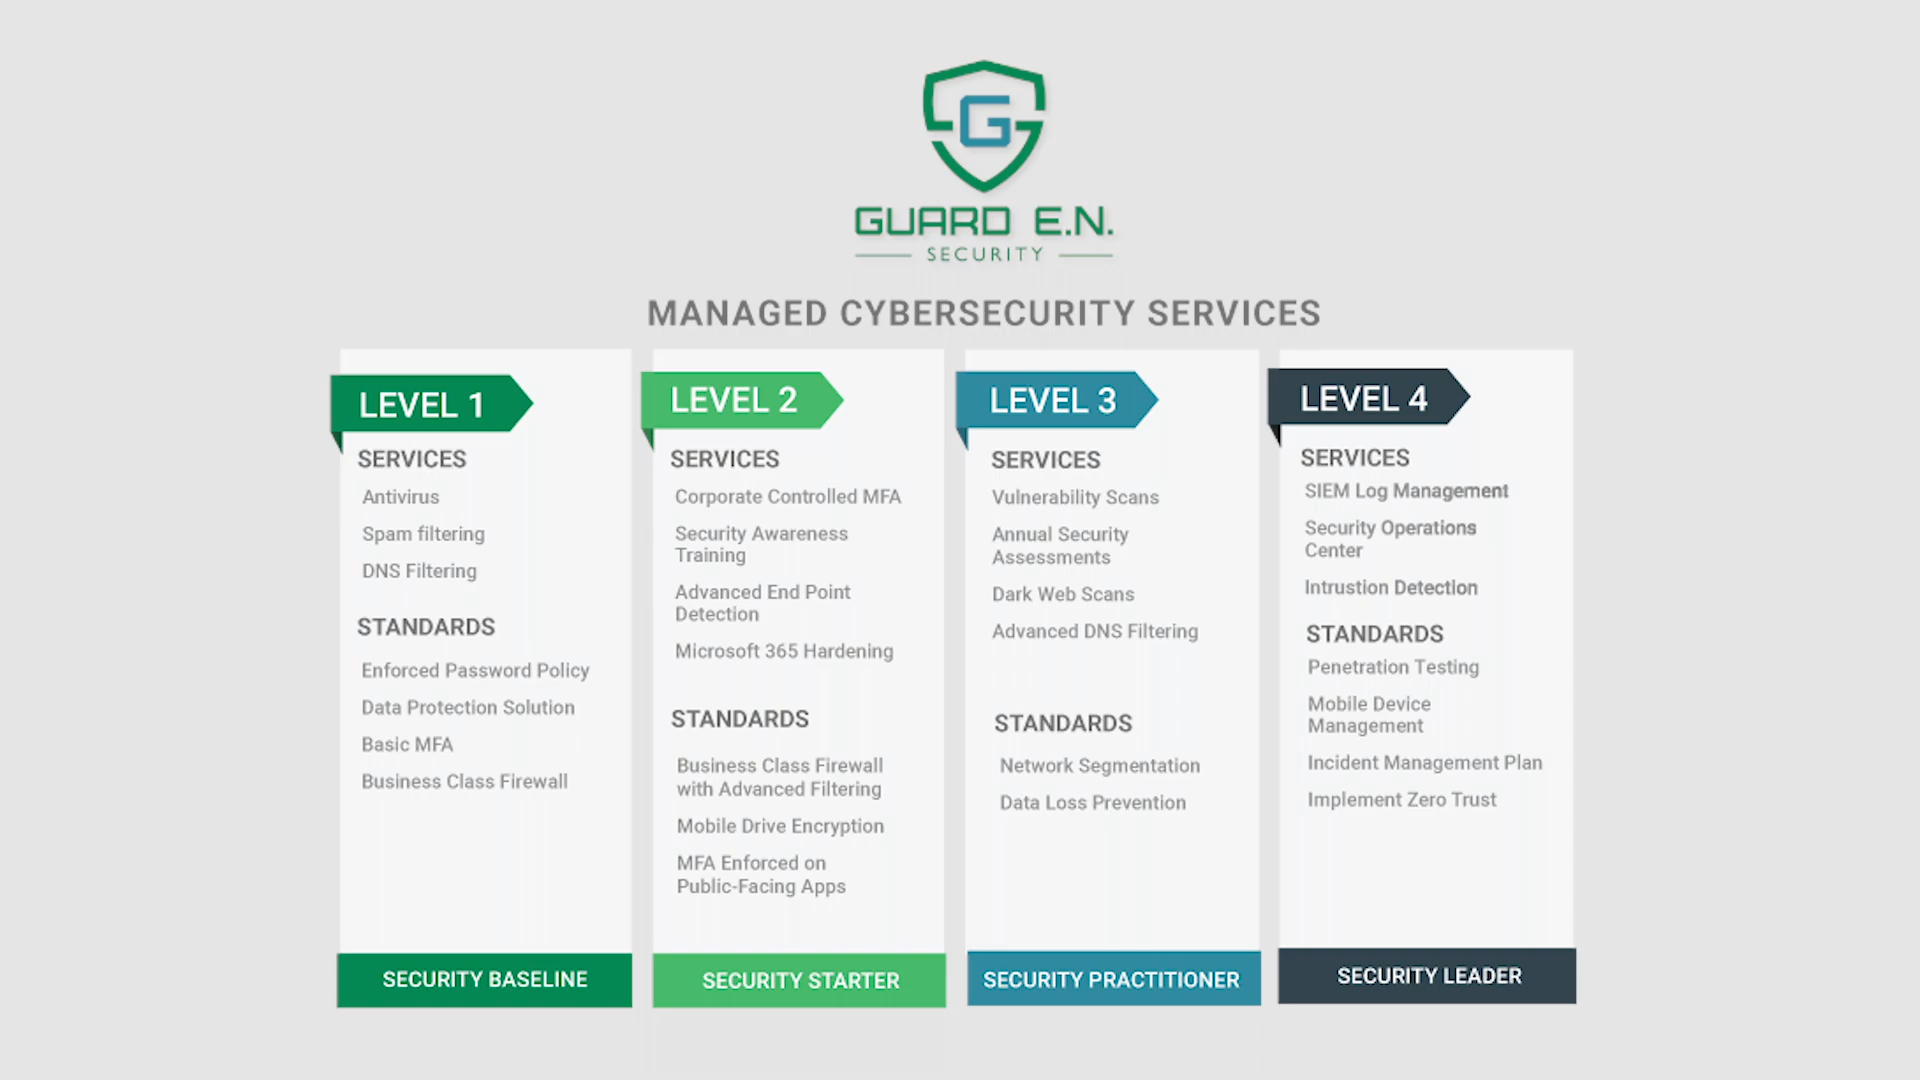 G
GUARD E.N.
SECURITY
MANAGED CYBERSECURITY SERVICES
LEVEL 1
SERVICES
Antivirus
Spam filtering
DNS Filtering
STANDARDS
Enforced Password Policy
Data Protection Solution
Basic MFA
Business Class Firewall
SECURITY BASELINE
LEVEL 2
SERVICES
Corporate Controlled MFA
Security Awareness
Training
Advanced End Point
Detection
Microsoft 365 Hardening
STANDARDS
Business Class Firewall
with Advanced Filtering
Mobile Drive Encryption
MFA Enforced on
Public-Facing Apps
SECURITY STARTER
LEVEL 3
SERVICES
Vulnerability Scans
Annual Security
Assessments
Dark Web Scans
Advanced DNS Filtering
STANDARDS
Network Segmentation
Data Loss Prevention
SECURITY PRACTITIONER
LEVEL 4
SERVICES
SIEM Log Management
Security Operations
Center
Intrustion Detection
STANDARDS
Penetration Testing
Mobile Device
Management
Incident Management Plan
Implement Zero Trust
SECURITY LEADER